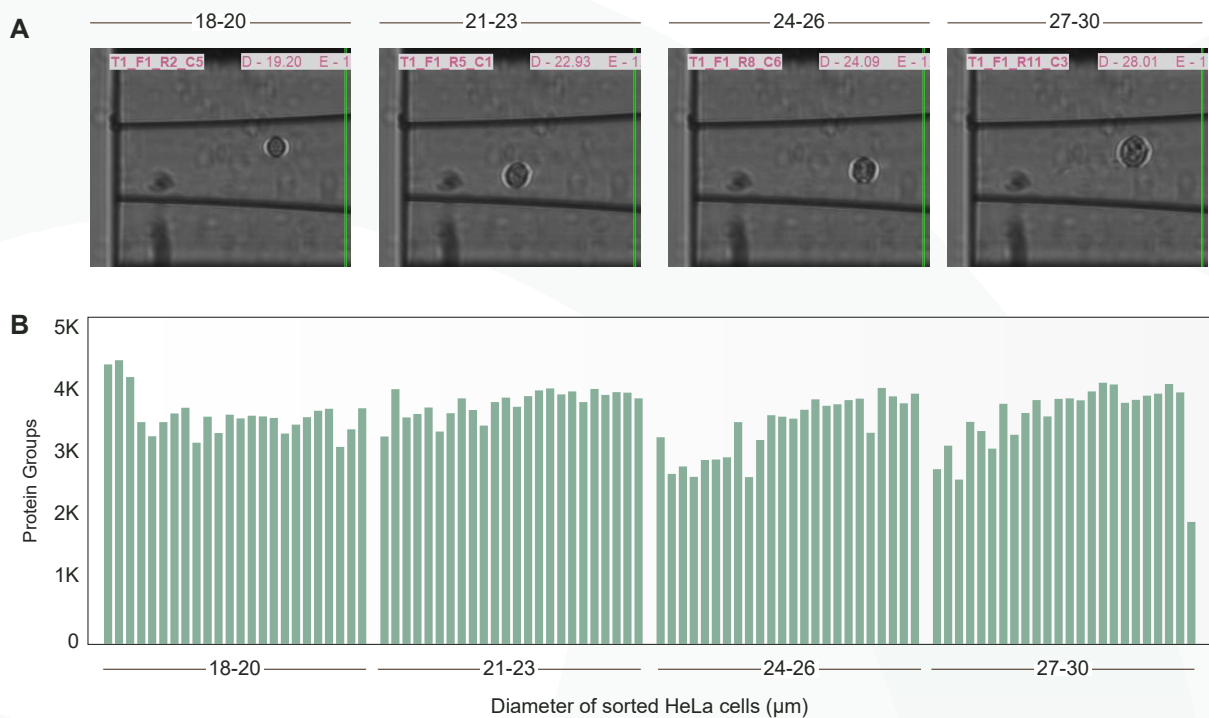 A
18-20 21-23 24-26 27-30
T1_F1_R2_C5 D - 19.20 E - 1
T1_F1_R5_C1 D - 22.93 E - 1
T1_F1_R8_C6 D - 24.09 E - 1
T1_F1_R11_C3 D - 28.01 E - 1
B
5K
4K
3K
2K
1K
0
Protein Groups
18-20 21-23 24-26 27-30
Diameter of sorted HeLa cells (μm)